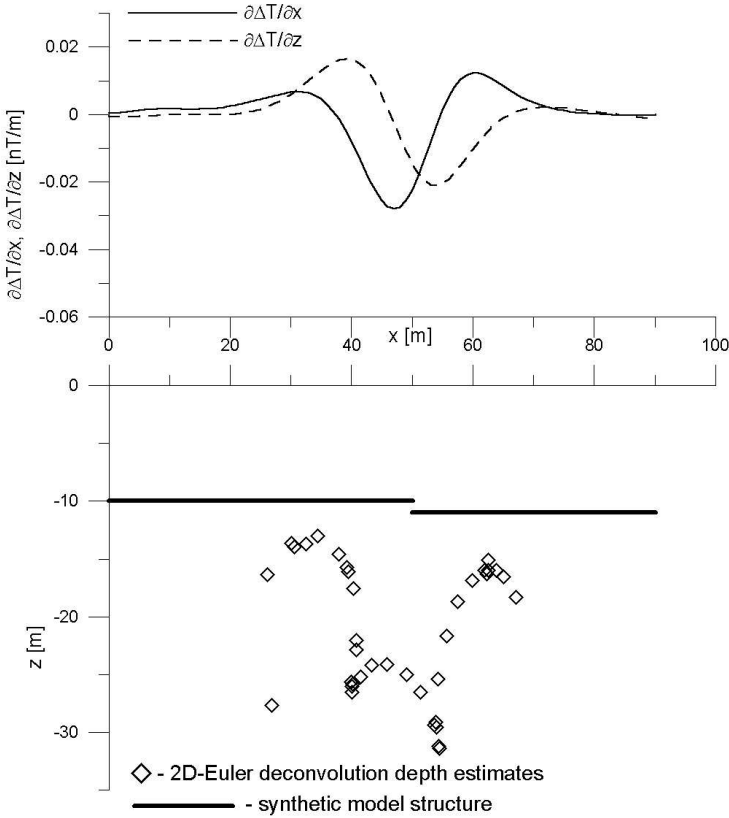 ∂ΔT/∂x
∂ΔT/∂z
∂ΔT/∂x, ∂ΔT/∂z [nT/m]
0.02
0
-0.02
-0.04
-0.06
0 20 40 60 80 100
x [m]
0
-10
-20
-30
z [m]
- 2D-Euler deconvolution depth estimates
- synthetic model structure